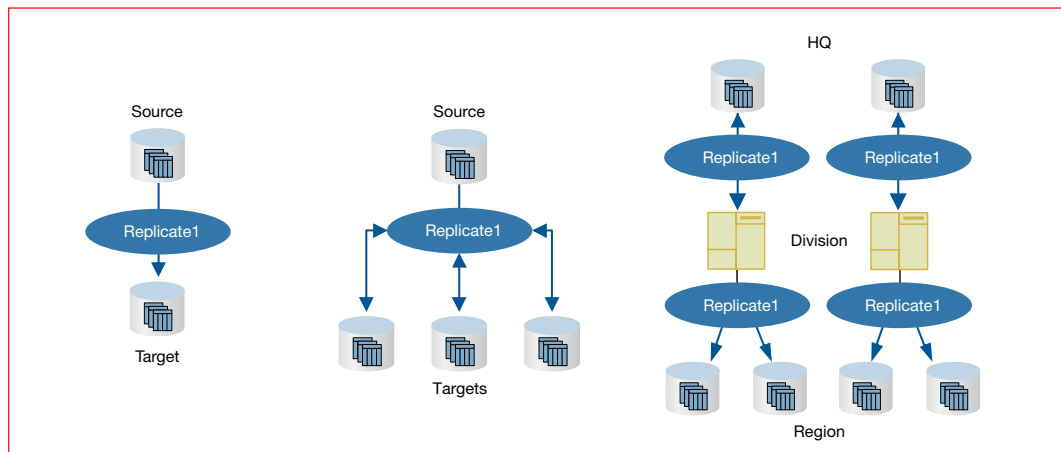 Source
Replicate1
Target
Source
Replicate1
Targets
HQ
Replicate1
Replicate1
Division
Replicate1
Replicate1
Region